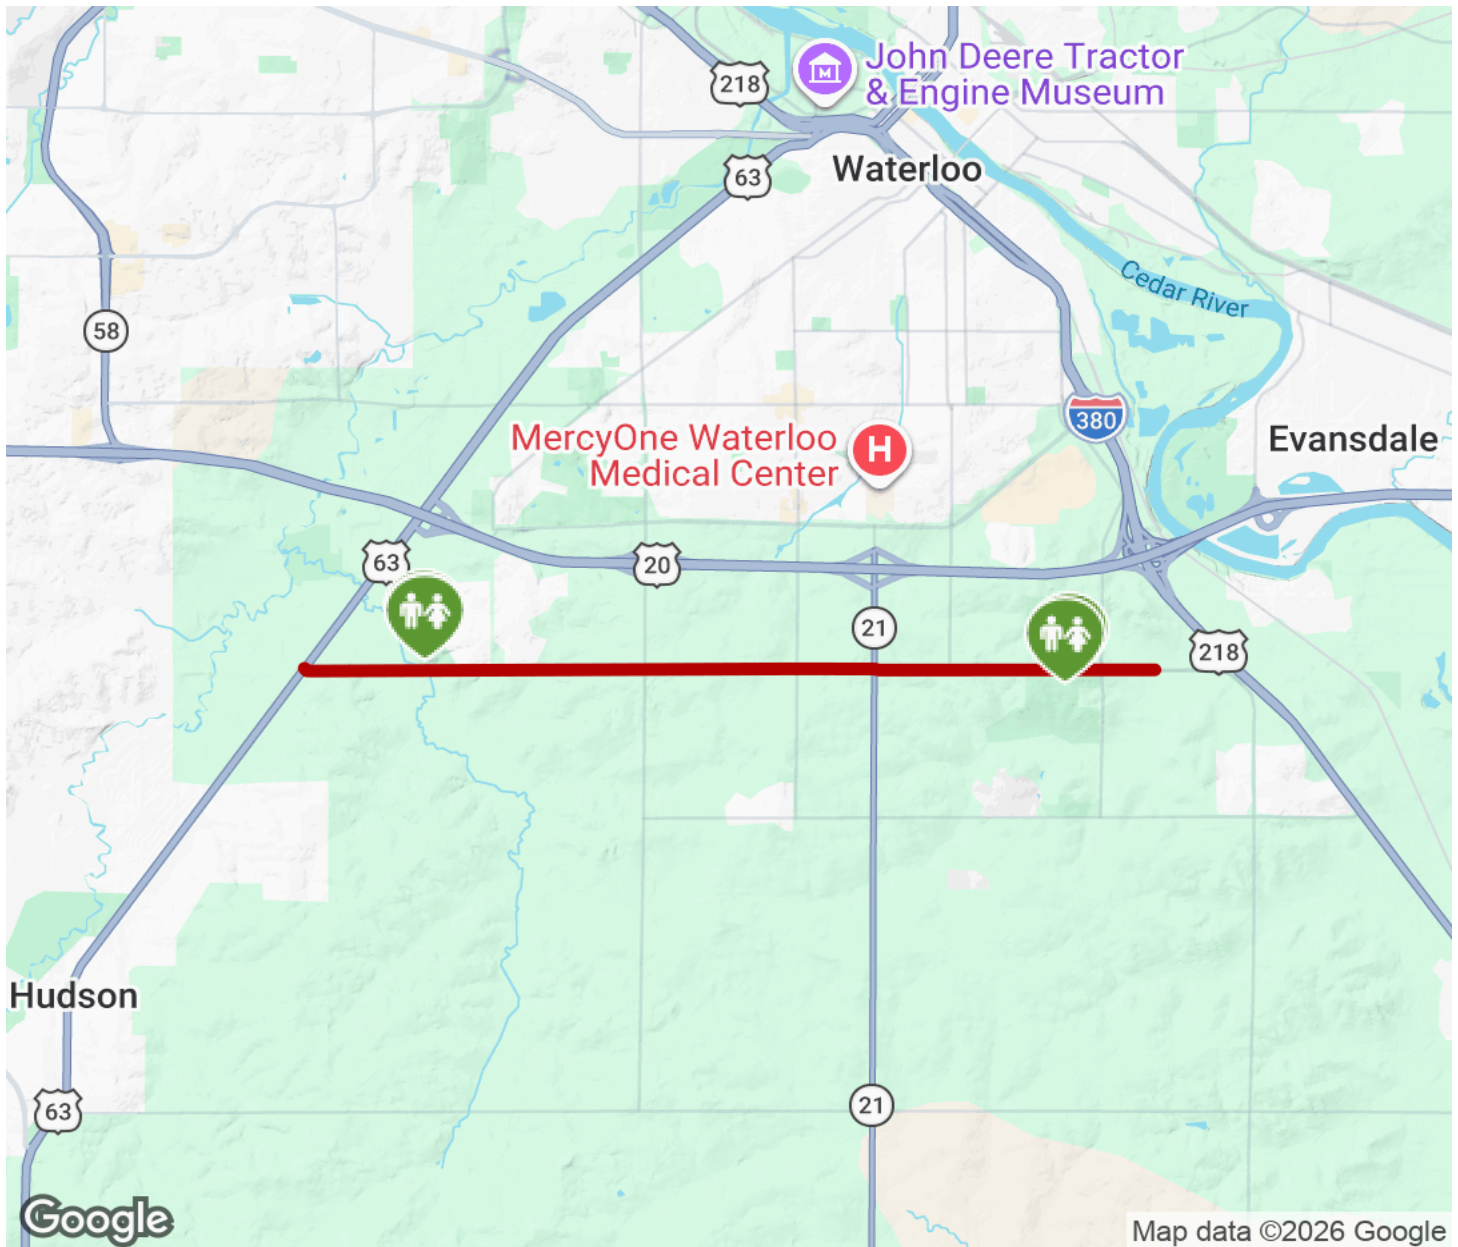 John Deere Tractor
& Engine Museum
218
63
Waterloo
Cedar River
58
380
MercyOne Waterloo
Medical Center
H
Evansdale
63
20
21
218
Hudson
63
21
Google
Map data ©2026 Google